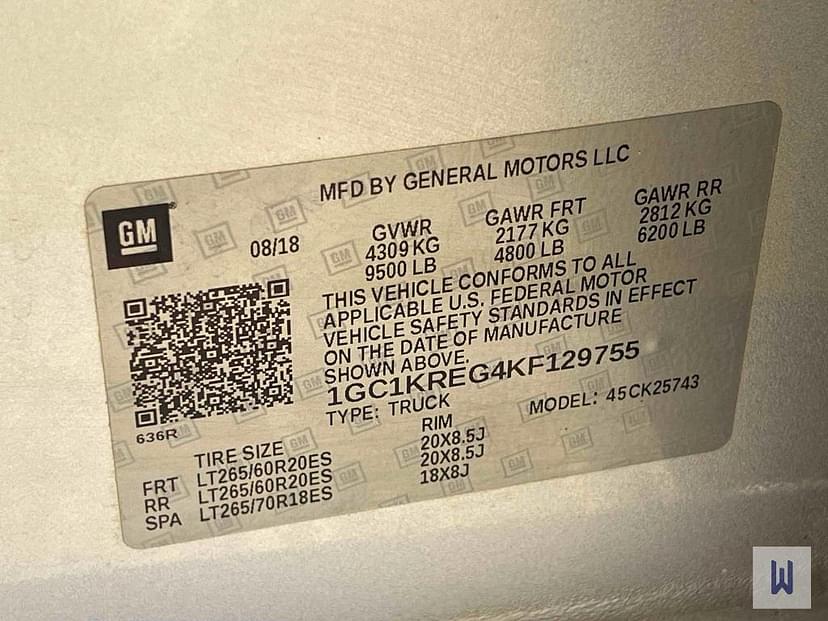 MFD BY GENERAL MOTORS LLC
GM
08/18
GVWR
4309 KG
9500 LB
GAWR FRT
2177 KG
4800 LB
GAWR RR
2812 KG
6200 LB
THIS VEHICLE CONFORMS TO ALL
APPLICABLE U.S. FEDERAL MOTOR
VEHICLE SAFETY STANDARDS IN EFFECT
ON THE DATE OF MANUFACTURE
SHOWN ABOVE.
1GC1KREG4KF129755
TYPE: TRUCK MODEL: 45CK25743
636R
TIRE SIZE RIM
FRT LT265/60R20ES 20X8.5J
RR LT265/60R20ES 20X8.5J
SPA LT265/70R18ES 18X8J
W